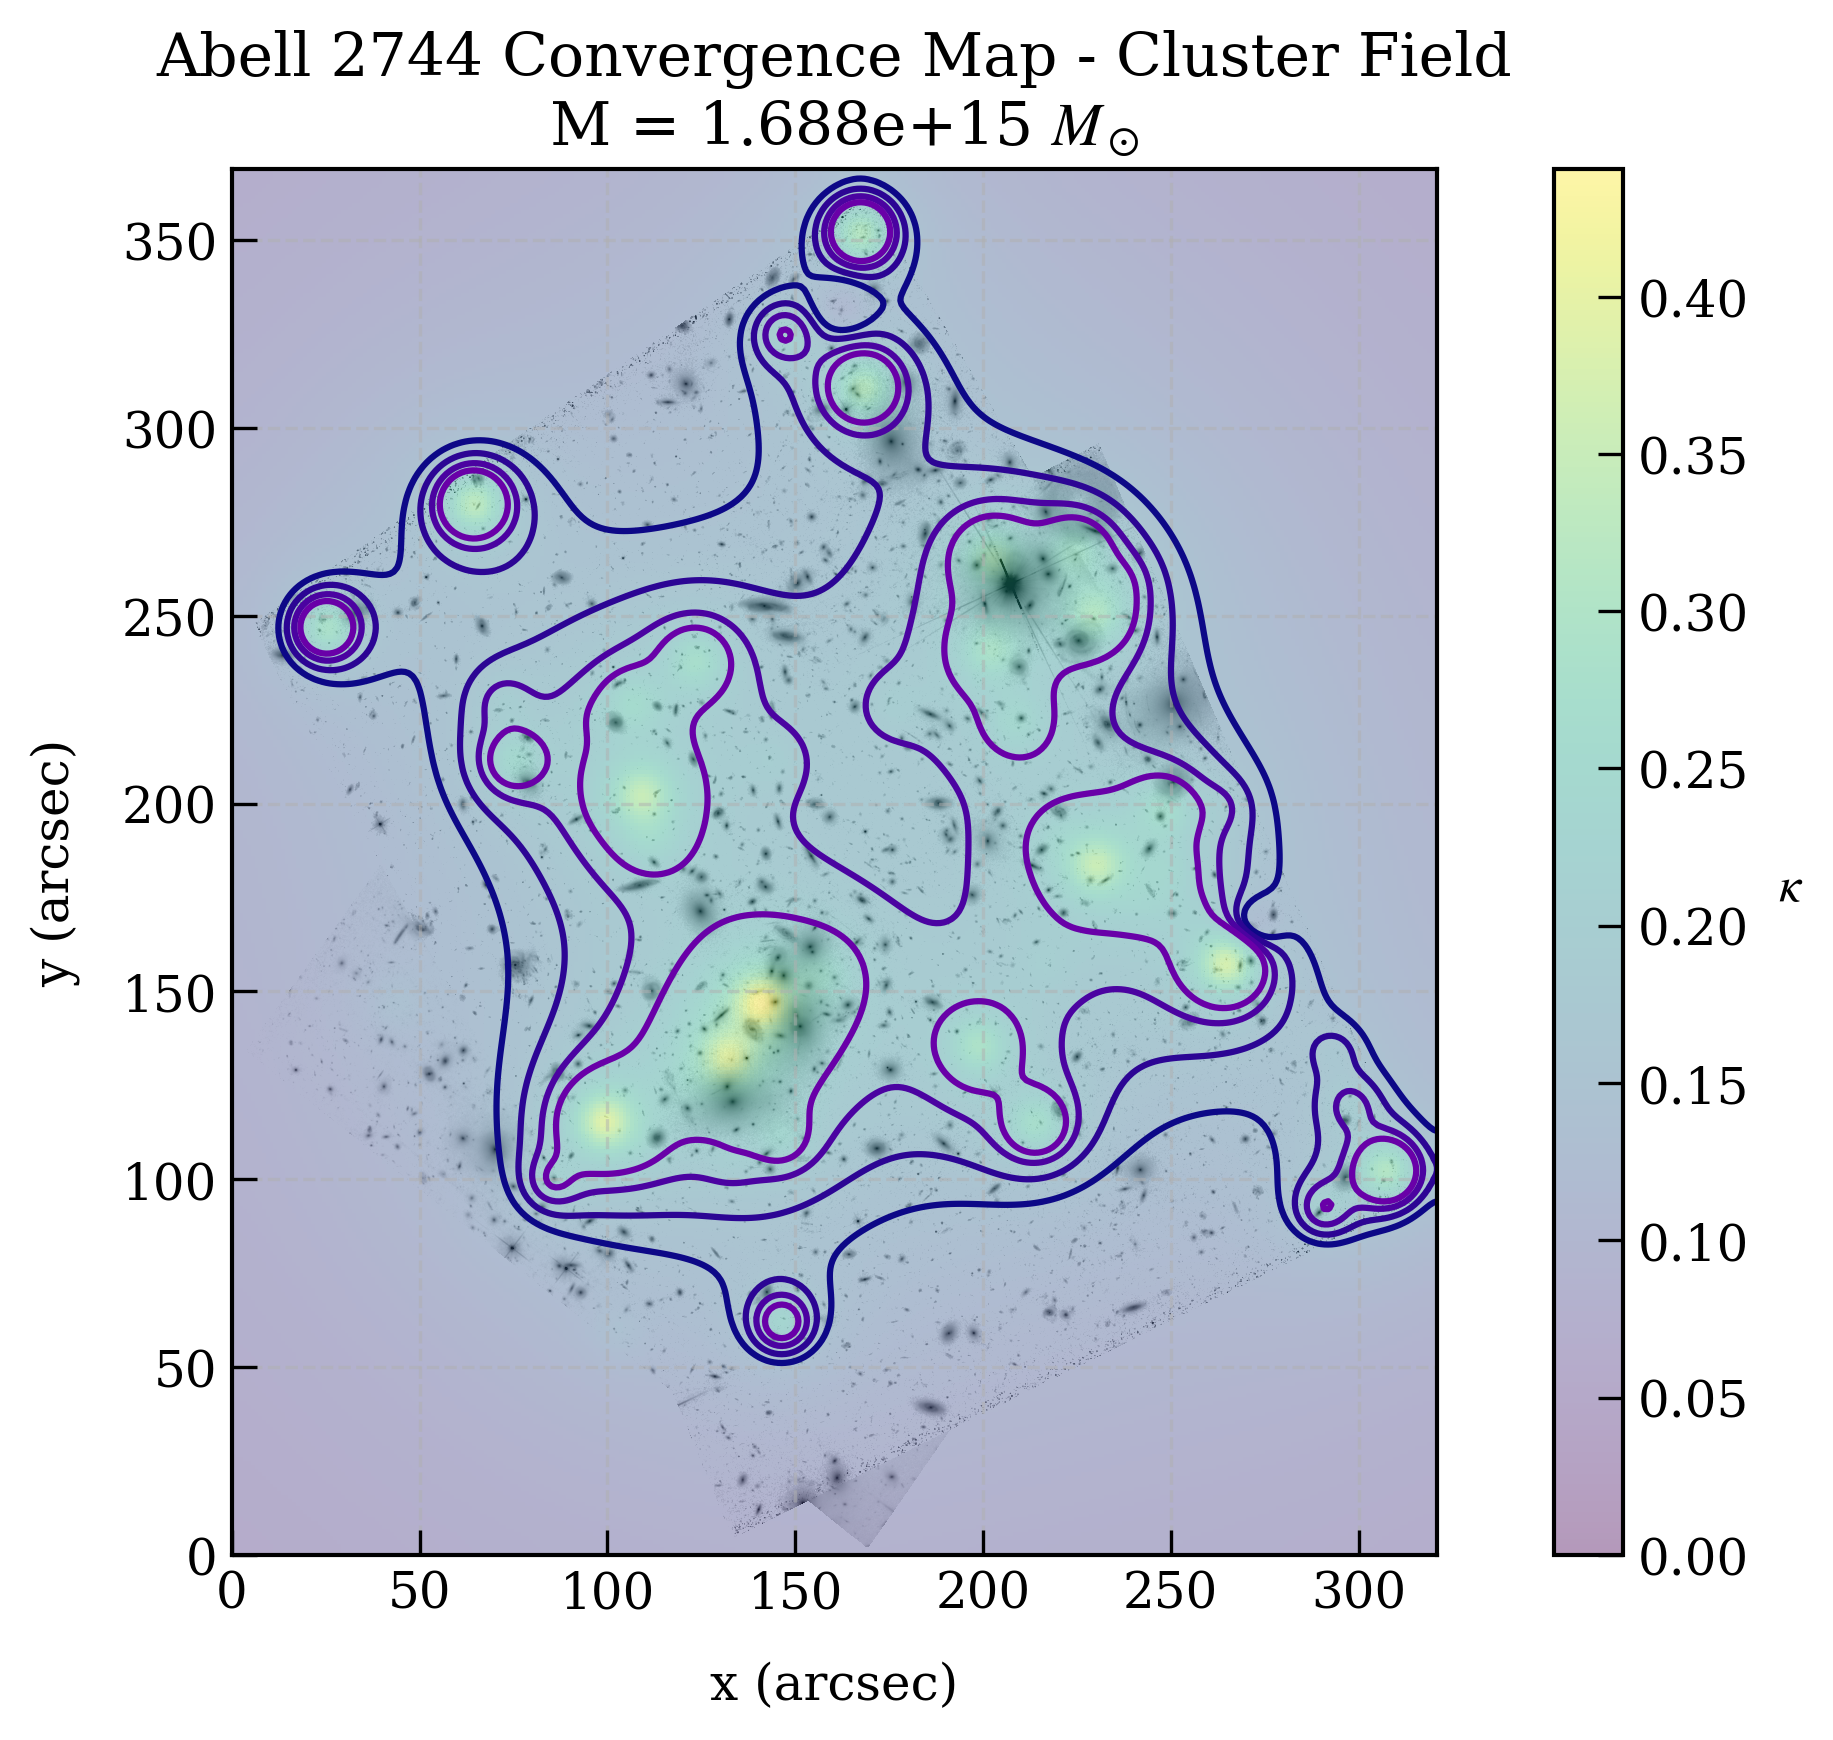 Abell 2744 Convergence Map - Cluster Field
M = 1.688e+15 M⊙
y (arcsec)
350
300
250
200
150
100
50
0
0 50 100 150 200 250 300
x (arcsec)
0.40
0.35
0.30
0.25
0.20
0.15
0.10
0.05
0.00
κ